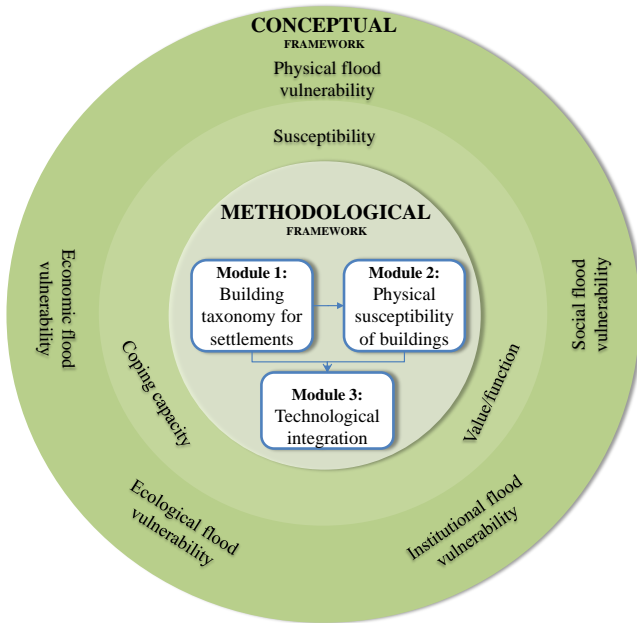 CONCEPTUAL
FRAMEWORK
Physical flood
vulnerability
Susceptibility
METHODOLOGICAL
FRAMEWORK
Module 1:
Building
taxonomy for
settlements
Module 2:
Physical
susceptibility
of buildings
Module 3:
Technological
integration
Economic flood
vulnerability
Social flood
vulnerability
Coping capacity
Value/function
Ecological flood
vulnerability
Institutional flood
vulnerability